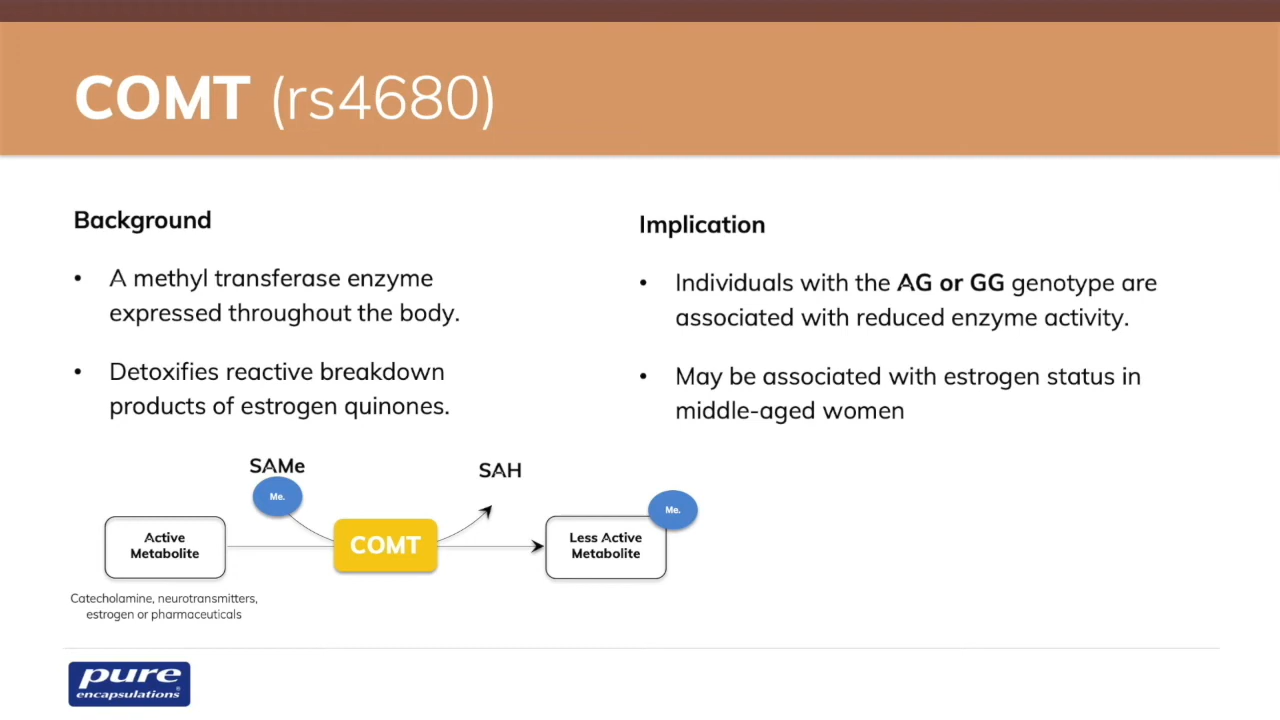 COMT (rs4680)
Background
• A methyl transferase enzyme
expressed throughout the body.
• Detoxifies reactive breakdown
products of estrogen quinones.
Implication
• Individuals with the AG or GG genotype are
associated with reduced enzyme activity.
• May be associated with estrogen status in
middle-aged women
SAMe
Me.
SAH
Me.
Active
Metabolite
COMT
Less Active
Metabolite
Catecholamine, neurotransmitters,
estrogen or pharmaceuticals
pure
encapsulations®